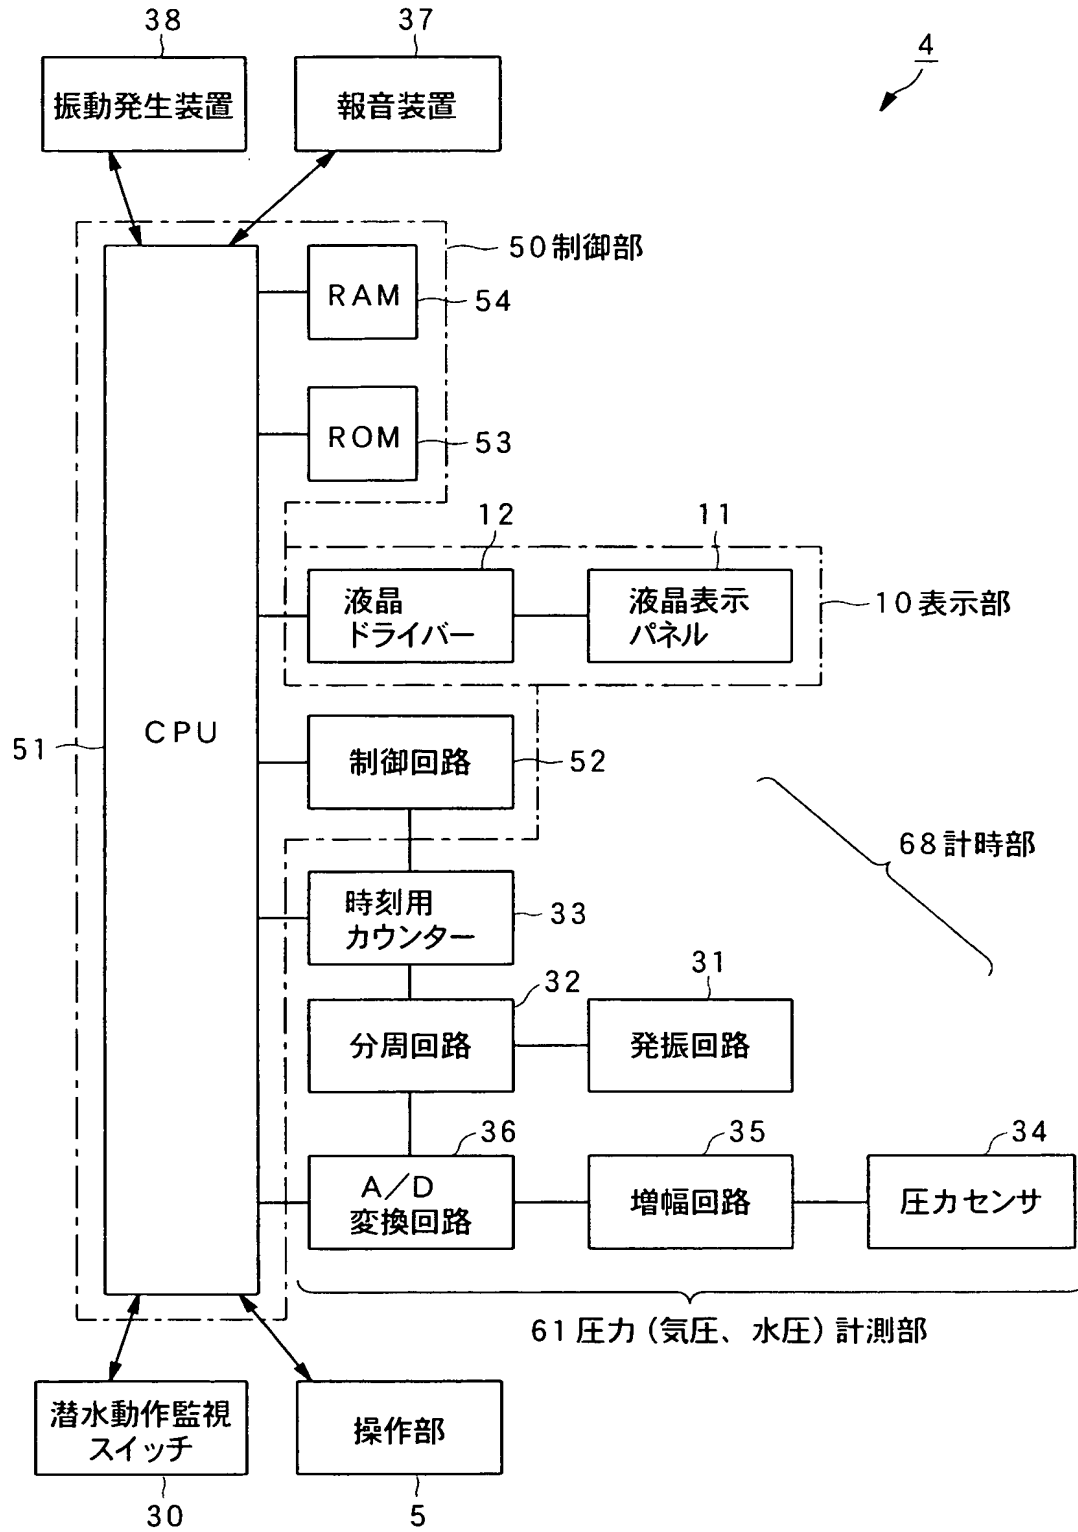 38
37
4
振動発生装置
報音装置
50制御部
RAM
54
ROM
53
12
11
液晶
ドライバー
液晶表示
パネル
10表示部
CPU
51
制御回路
52
68計時部
時刻用
カウンター
33
32
31
分周回路
発振回路
36
35
34
A/D
変換回路
増幅回路
圧力センサ
61圧力(気圧、水圧)計測部
潜水動作監視
スイッチ
操作部
30
5